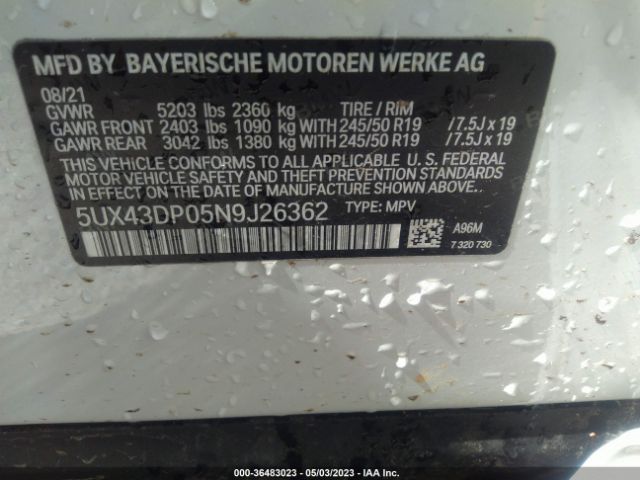 MFD BY BAYERISCHE MOTOREN WERKE AG
08/21
GVWR 5203 lbs 2360 kg TIRE / RIM
GAWR FRONT 2403 lbs 1090 kg WITH 245/50 R19 /7.5J x 19
GAWR REAR 3042 lbs 1380 kg WITH 245/50 R19 /7.5J x 19
THIS VEHICLE CONFORMS TO ALL APPLICABLE U. S. FEDERAL
MOTOR VEHICLE SAFETY, BUMPER, AND THEFT PREVENTION STANDARDS
IN EFFECT ON THE DATE OF MANUFACTURE SHOWN ABOVE.
5UX43DP05N9J26362 TYPE: MPV
A96M
7 320 730
000-36483023 - 05/03/2023 - IAA Inc.